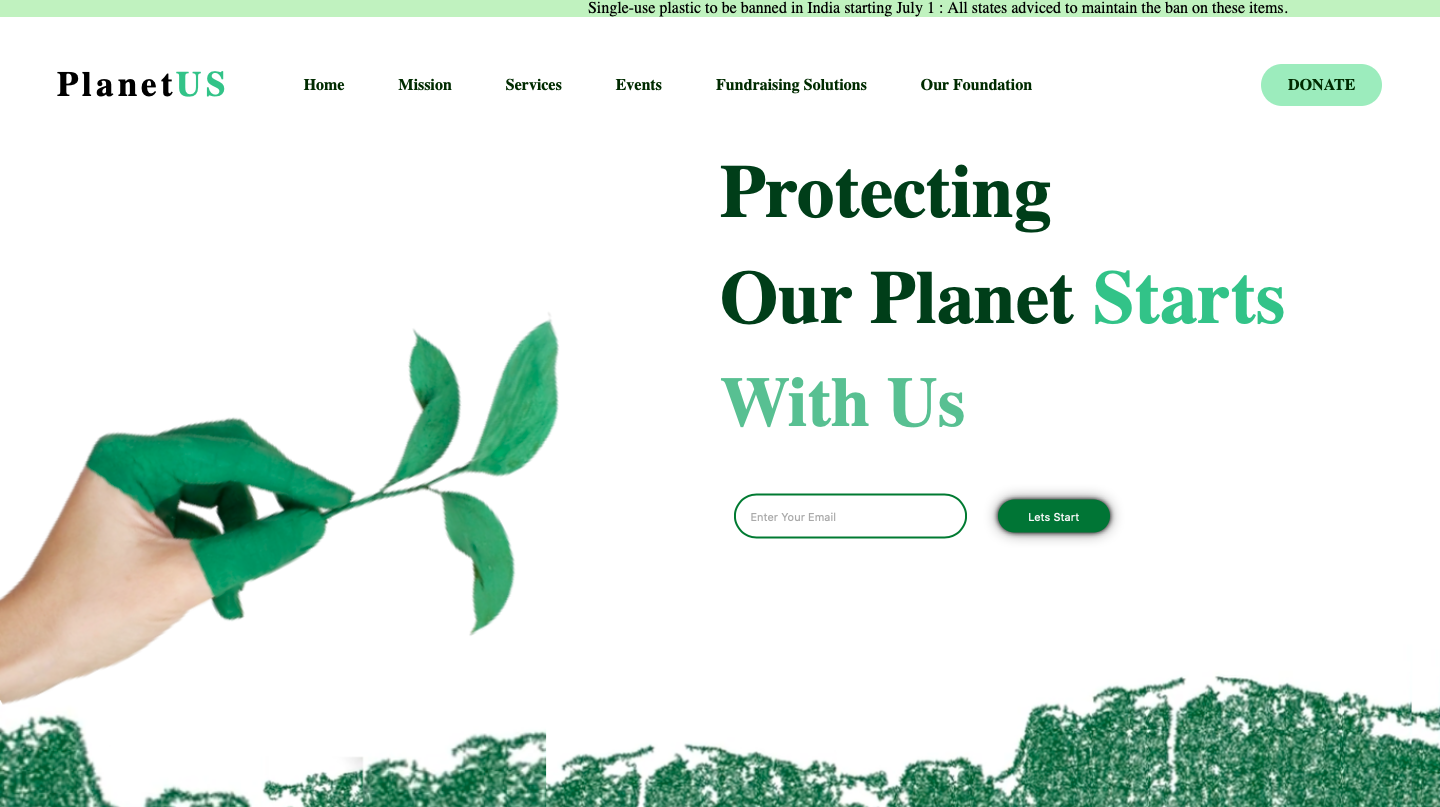 Single-use plastic to be banned in India starting July 1 : All states adviced to maintain the ban on these items.
PlanetUS
Home
Mission
Services
Events
Fundraising Solutions
Our Foundation
DONATE
Protecting
Our Planet Starts
With Us
Enter Your Email
Lets Start